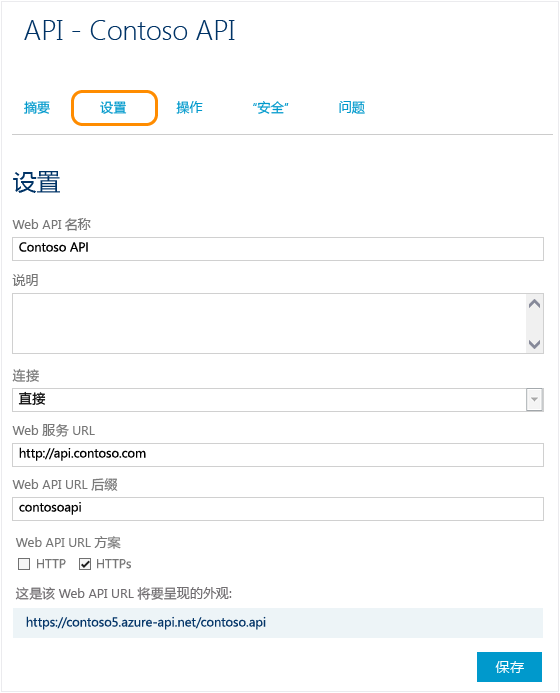 API - Contoso API
摘要 设置 操作 “安全” 问题
设置
Web API 名称
Contoso API
说明
连接
直接
Web 服务 URL
http://api.contoso.com
Web API URL 后缀
contosoapi
Web API URL 方案
HTTP HTTPs
这是该 Web API URL 将要呈现的外观:
https://contoso5.azure-api.net/contoso.api
保存